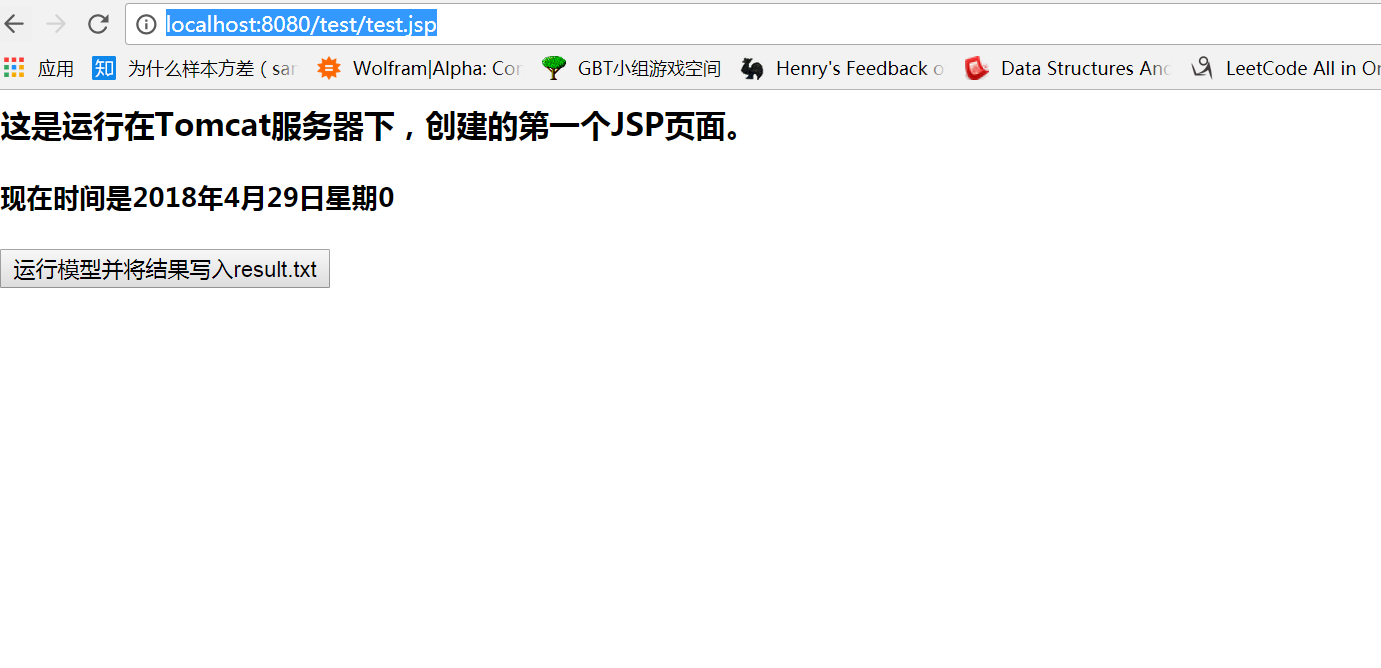 localhost:8080/test/test.jsp
应用 知 为什么样本方差（sar Wolfram|Alpha: Cor GBT小组游戏空间 Henry's Feedback o Data Structures Anc LeetCode All in Or
这是运行在Tomcat服务器下，创建的第一个JSP页面。
现在时间是2018年4月29日星期0
运行模型并将结果写入result.txt